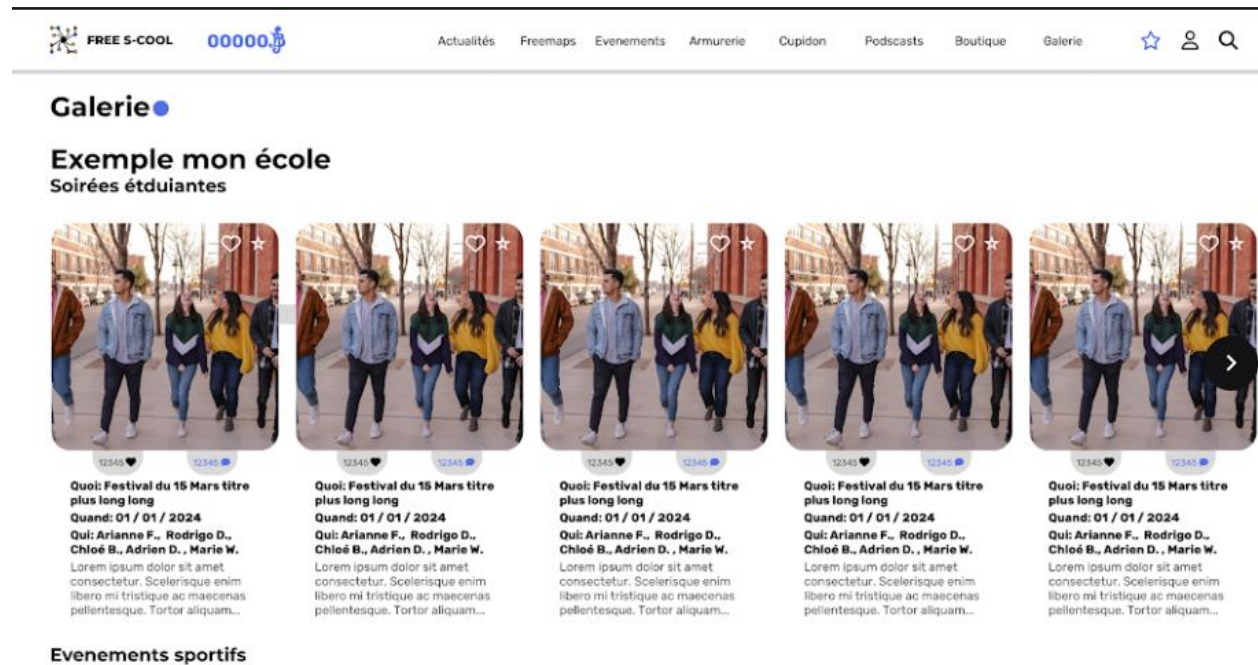 FREE S-COOL
00000
Actualités Freemaps Evenements Armurerie Cupidon Podscasts Boutique Galerie
Galerie
Exemple mon école
Soirées étduiantes
12345 12345 12345 12345 12345 12345 12345 12345 12345 12345
Quoi: Festival du 15 Mars titre
plus long long
Quand: 01 / 01 / 2024
Qui: Arianne F., Rodrigo D.,
Chloé B., Adrien D. , Marie W.
Lorem ipsum dolor sit amet
consectetur. Scelerisque enim
libero mi tristique ac maecenas
pellentesque. Tortor aliquam...
Quoi: Festival du 15 Mars titre
plus long long
Quand: 01 / 01 / 2024
Qui: Arianne F., Rodrigo D.,
Chloé B., Adrien D. , Marie W.
Lorem ipsum dolor sit amet
consectetur. Scelerisque enim
libero mi tristique ac maecenas
pellentesque. Tortor aliquam...
Quoi: Festival du 15 Mars titre
plus long long
Quand: 01 / 01 / 2024
Qui: Arianne F., Rodrigo D.,
Chloé B., Adrien D. , Marie W.
Lorem ipsum dolor sit amet
consectetur. Scelerisque enim
libero mi tristique ac maecenas
pellentesque. Tortor aliquam...
Quoi: Festival du 15 Mars titre
plus long long
Quand: 01 / 01 / 2024
Qui: Arianne F., Rodrigo D.,
Chloé B., Adrien D. , Marie W.
Lorem ipsum dolor sit amet
consectetur. Scelerisque enim
libero mi tristique ac maecenas
pellentesque. Tortor aliquam...
Quoi: Festival du 15 Mars titre
plus long long
Quand: 01 / 01 / 2024
Qui: Arianne F., Rodrigo D.,
Chloé B., Adrien D. , Marie W.
Lorem ipsum dolor sit amet
consectetur. Scelerisque enim
libero mi tristique ac maecenas
pellentesque. Tortor aliquam...
Evenements sportifs